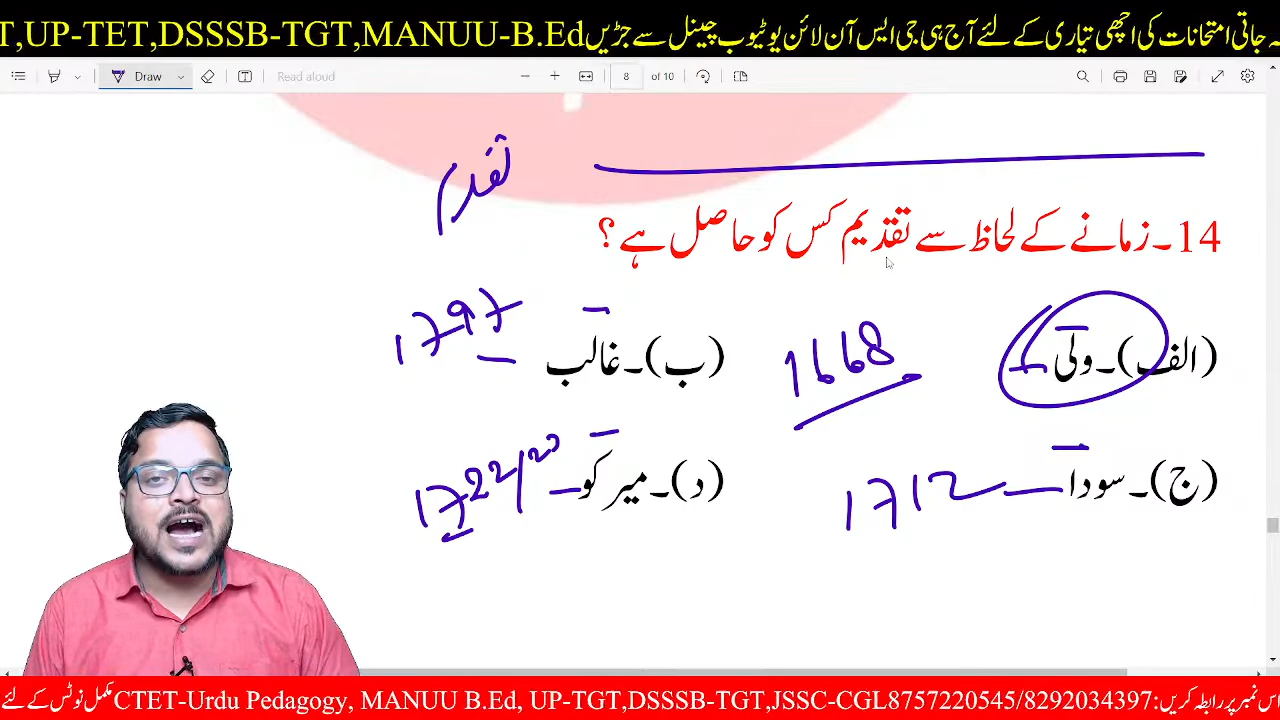 ہ جاتی امتحانات کی اچھی تیاری کے لئے آج ہی جی ایس آن لائن یوٹیوب چینل سے جڑیں T,UP-TET,DSSSB-TGT,MANUU-B.Ed
Draw Read aloud 8 of 10
تقدم
14۔ زمانے کے لحاظ سے تقدیم کس کو حاصل ہے؟
(الف)۔ ولی 1668 (ب)۔ غالب 1797
(ج)۔ سودا 1712 (د)۔ میر کو 1722/23
اس نمبر پر رابطہ کریں: 8757220545/8292034397 CTET-Urdu Pedagogy, MANUU B.Ed, UP-TGT,DSSSB-TGT,JSSC-CGL مکمل نوٹس کے لئے